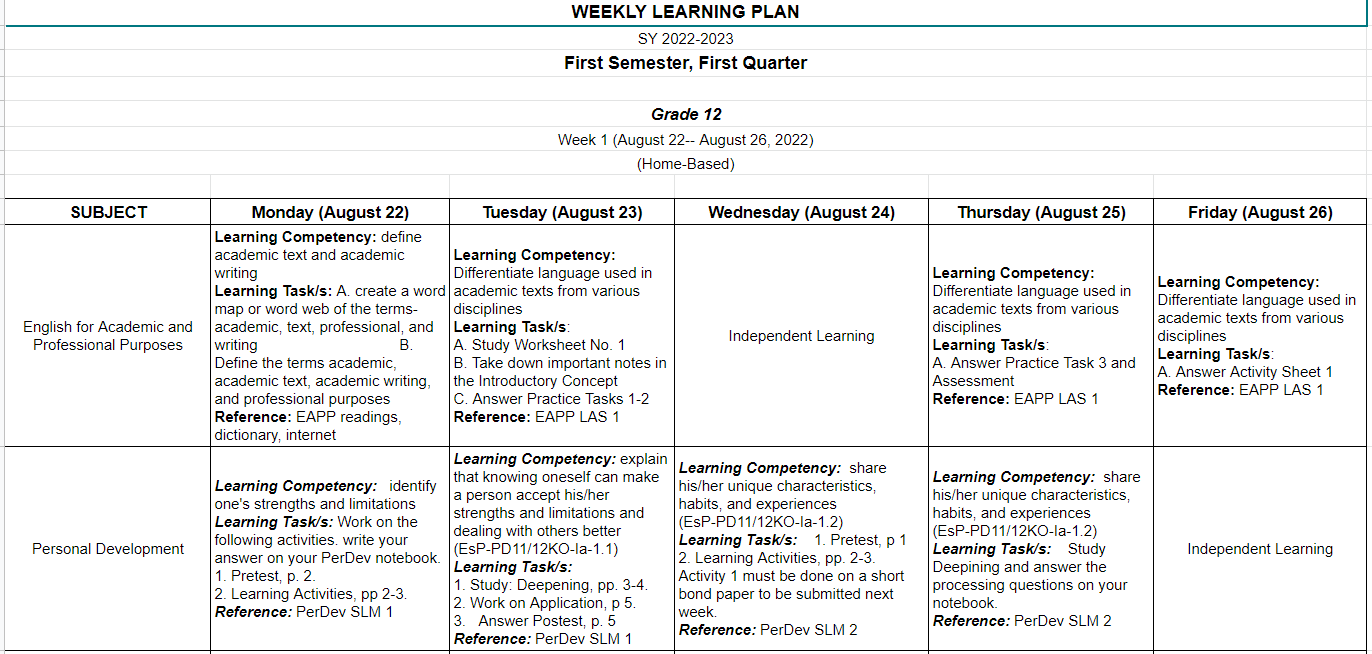 WEEKLY LEARNING PLAN
SY 2022-2023
First Semester, First Quarter
Grade 12
Week 1 (August 22-- August 26, 2022)
(Home-Based)
SUBJECT
Monday (August 22)
Tuesday (August 23)
Wednesday (August 24)
Thursday (August 25)
Friday (August 26)
English for Academic and
Professional Purposes
Learning Competency: define
academic text and academic
writing
Learning Task/s: A. create a word
map or word web of the terms-
academic, text, professional, and
writing B.
Define the terms academic,
academic text, academic writing,
and professional purposes
Reference: EAPP readings,
dictionary, internet
Learning Competency:
Differentiate language used in
academic texts from various
disciplines
Learning Task/s:
A. Study Worksheet No. 1
B. Take down important notes in
the Introductory Concept
C. Answer Practice Tasks 1-2
Reference: EAPP LAS 1
Independent Learning
Learning Competency:
Differentiate language used in
academic texts from various
disciplines
Learning Task/s:
A. Answer Practice Task 3 and
Assessment
Reference: EAPP LAS 1
Learning Competency:
Differentiate language used in
academic texts from various
disciplines
Learning Task/s:
A. Answer Activity Sheet 1
Reference: EAPP LAS 1
Personal Development
Learning Competency: identify
one's strengths and limitations
Learning Task/s: Work on the
following activities. write your
answer on your PerDev notebook.
1. Pretest, p. 2.
2. Learning Activities, pp 2-3.
Reference: PerDev SLM 1
Learning Competency: explain
that knowing oneself can make
a person accept his/her
strengths and limitations and
dealing with others better
(EsP-PD11/12KO-Ia-1.1)
Learning Task/s:
1. Study: Deepening, pp. 3-4.
2. Work on Application, p 5.
3. Answer Postest, p. 5
Reference: PerDev SLM 1
Learning Competency: share
his/her unique characteristics,
habits, and experiences
(EsP-PD11/12KO-Ia-1.2)
Learning Task/s: 1. Pretest, p 1
2. Learning Activities, pp. 2-3.
Activity 1 must be done on a short
bond paper to be submitted next
week.
Reference: PerDev SLM 2
Learning Competency: share
his/her unique characteristics,
habits, and experiences
(EsP-PD11/12KO-Ia-1.2)
Learning Task/s: Study
Deepining and answer the
processing questions on your
notebook.
Reference: PerDev SLM 2
Independent Learning